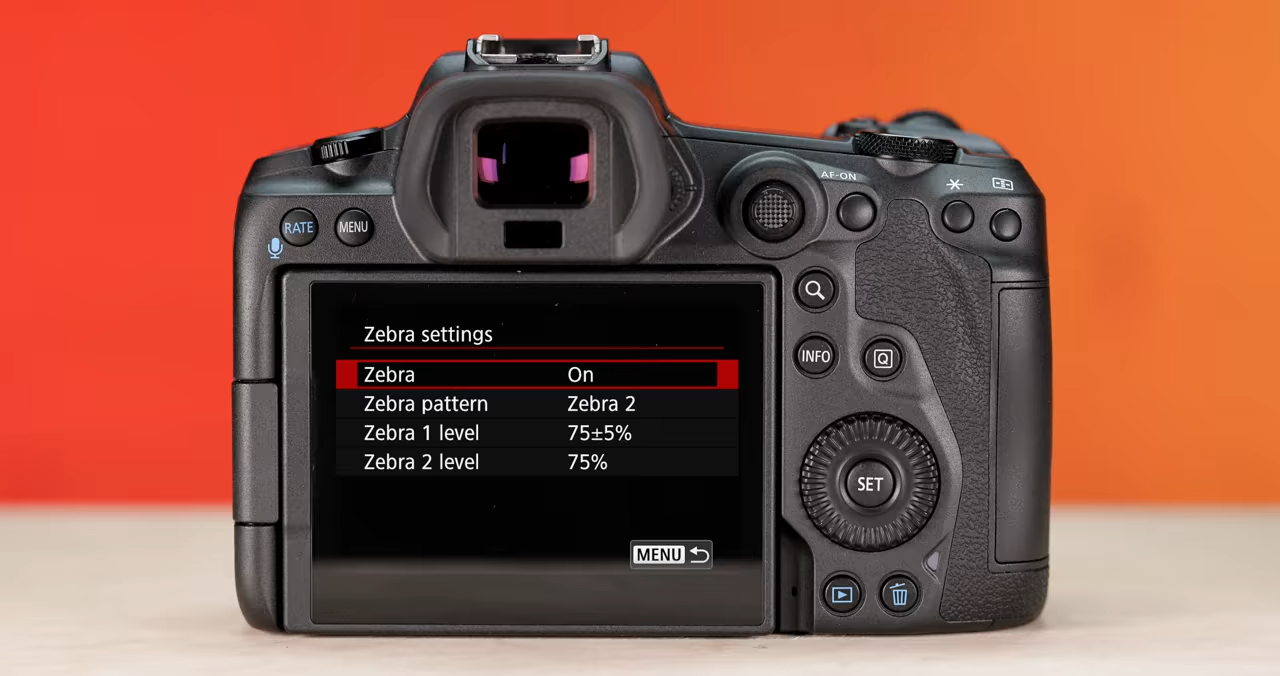 AF-ON
RATE
MENU
Zebra settings
Zebra On
Zebra pattern Zebra 2
Zebra 1 level 75±5%
Zebra 2 level 75%
MENU
INFO
Q
SET